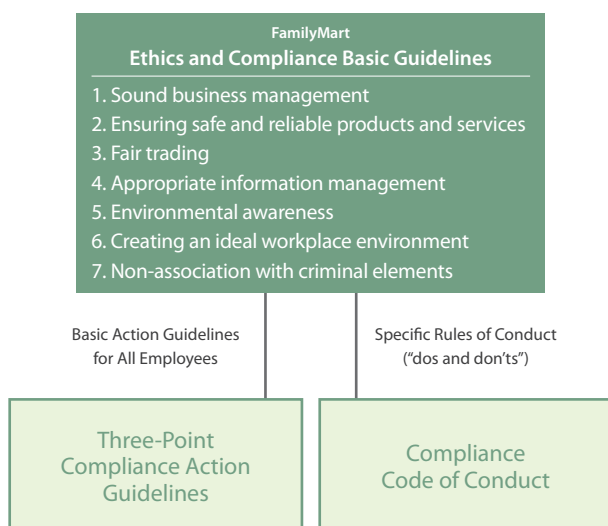 FamilyMart
Ethics and Compliance Basic Guidelines
1. Sound business management
2. Ensuring safe and reliable products and services
3. Fair trading
4. Appropriate information management
5. Environmental awareness
6. Creating an ideal workplace environment
7. Non-association with criminal elements
Basic Action Guidelines
for All Employees
Specific Rules of Conduct
(“dos and don’ts”)
Three-Point
Compliance Action
Guidelines
Compliance
Code of Conduct